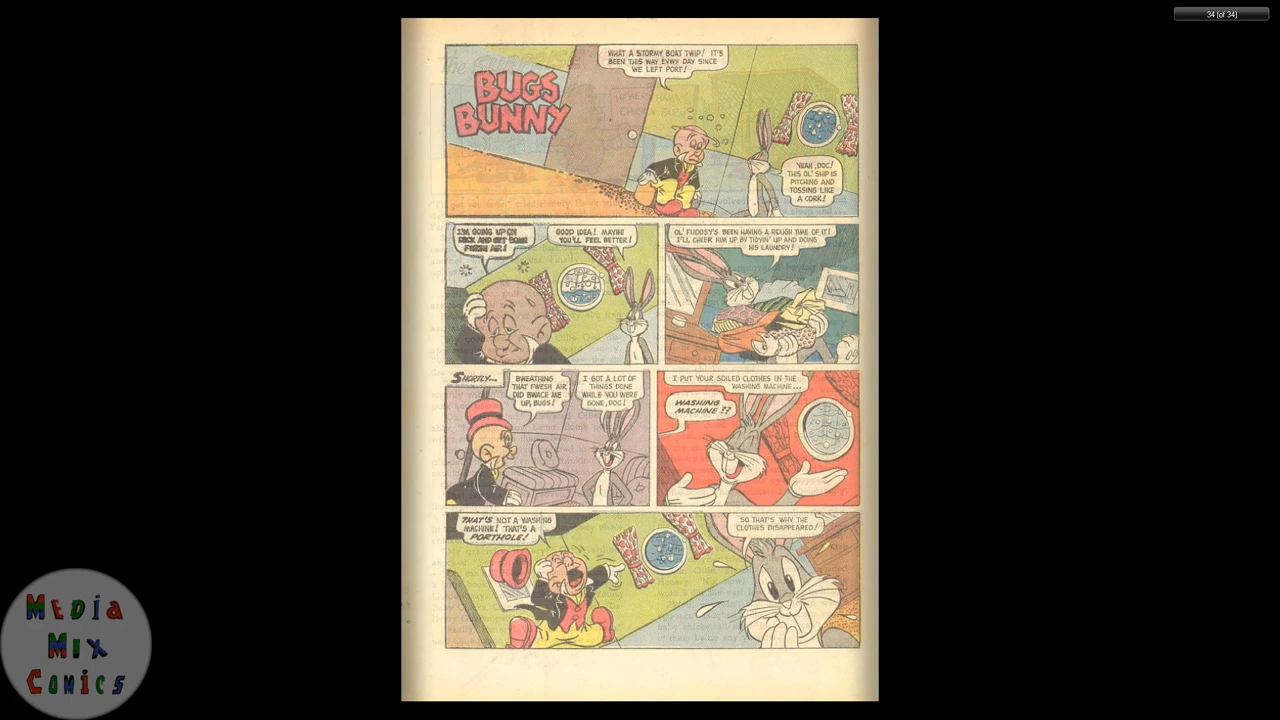 34 (of 34)
BUGS
BUNNY
WHAT A STORMY BOAT TWIP! IT'S
BEEN THIS WAY EVWY DAY SINCE
WE LEFT PORT!
YEAH, DOC!
THIS OL' SHIP IS
PITCHING AND
TOSSING LIKE
A CORK!
I'M GOING UP ON
DECK AND GET SOME
FWESH AIR!
GOOD IDEA! MAYBE
YOU'LL FEEL BETTER!
OL' FUDDSY'S BEEN HAVING A ROUGH TIME OF IT!
I'LL CHEER HIM UP BY TIDYIN' UP AND DOING
HIS LAUNDRY!
SHORTLY...
BWEATHING
THAT FWESH AIR
DID BWACE ME
UP, BUGS!
I GOT A LOT OF
THINGS DONE
WHILE YOU WERE
GONE, DOC!
I PUT YOUR SOILED CLOTHES IN THE
WASHING MACHINE...
WASHING
MACHINE??
THAT'S NOT A WASHING
MACHINE! THAT'S A
PORTHOLE!
SO THAT'S WHY THE
CLOTHES DISAPPEARED!
MEDiA
Mix
COMiCS